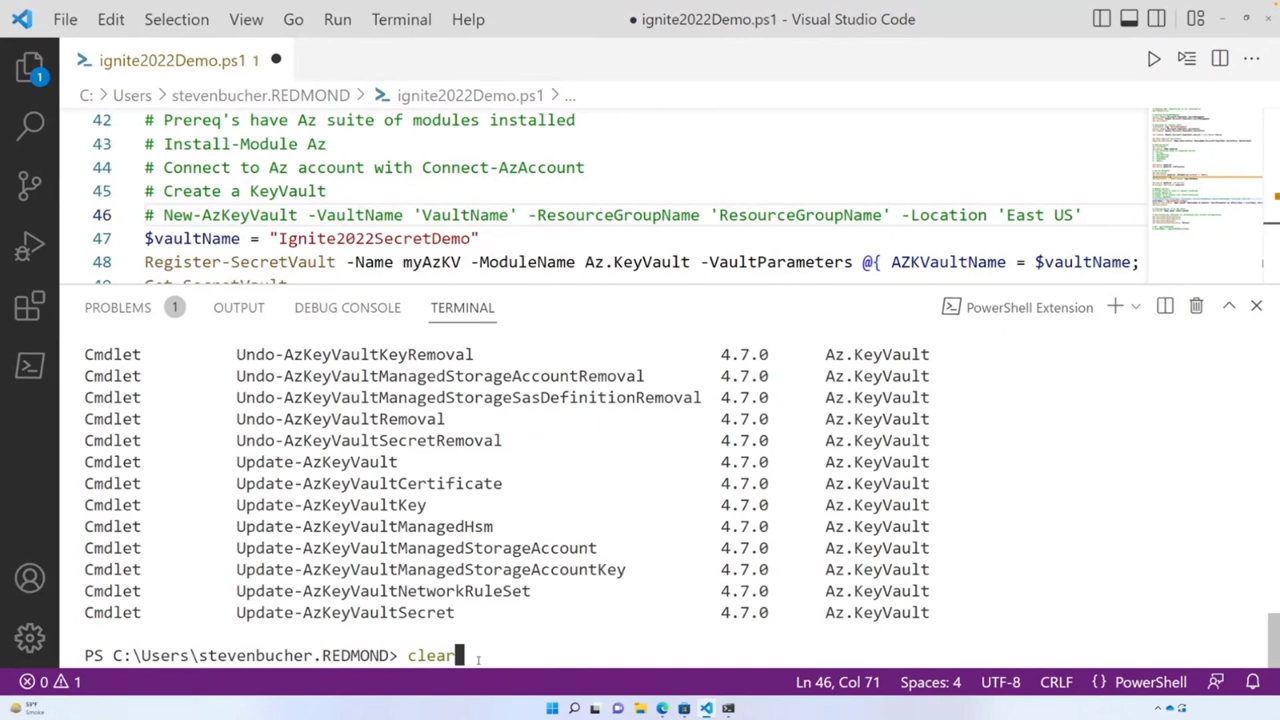 File Edit Selection View Go Run Terminal Help ● ignite2022Demo.ps1 - Visual Studio Code
ignite2022Demo.ps1 1 ●
C: > Users > stevenbucher.REDMOND > ignite2022Demo.ps1 > ...
42 # Prereq's have Az suite of modules installed
43 # Install-Module Az
44 # Connect to Az account with Connect-AzAccount
45 # Create a KeyVault
46 # New-AzKeyVault -VaultName 'VaultName' -ResourceGroupName 'ResourceGroupName' -Location 'East US'
47 $vaultName = "Ignite2022SecretDemo"
48 Register-SecretVault -Name myAzKV -ModuleName Az.KeyVault -VaultParameters @{ AZKVaultName = $vaultName;
PROBLEMS 1 OUTPUT DEBUG CONSOLE TERMINAL PowerShell Extension
Cmdlet Undo-AzKeyVaultKeyRemoval 4.7.0 Az.KeyVault
Cmdlet Undo-AzKeyVaultManagedStorageAccountRemoval 4.7.0 Az.KeyVault
Cmdlet Undo-AzKeyVaultManagedStorageSasDefinitionRemoval 4.7.0 Az.KeyVault
Cmdlet Undo-AzKeyVaultRemoval 4.7.0 Az.KeyVault
Cmdlet Undo-AzKeyVaultSecretRemoval 4.7.0 Az.KeyVault
Cmdlet Update-AzKeyVault 4.7.0 Az.KeyVault
Cmdlet Update-AzKeyVaultCertificate 4.7.0 Az.KeyVault
Cmdlet Update-AzKeyVaultKey 4.7.0 Az.KeyVault
Cmdlet Update-AzKeyVaultManagedHsm 4.7.0 Az.KeyVault
Cmdlet Update-AzKeyVaultManagedStorageAccount 4.7.0 Az.KeyVault
Cmdlet Update-AzKeyVaultManagedStorageAccountKey 4.7.0 Az.KeyVault
Cmdlet Update-AzKeyVaultNetworkRuleSet 4.7.0 Az.KeyVault
Cmdlet Update-AzKeyVaultSecret 4.7.0 Az.KeyVault
PS C:\Users\stevenbucher.REDMOND> clear
0 1 Ln 46, Col 71 Spaces: 4 UTF-8 CRLF {} PowerShell
59°F
Smoke